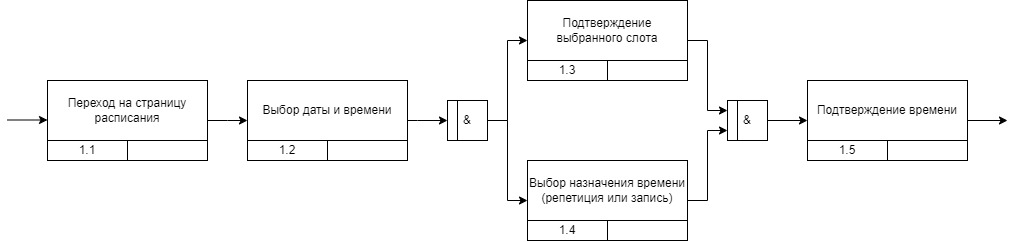 Переход на страницу
расписания
1.1
Выбор даты и времени
1.2
&
Подтверждение
выбранного слота
1.3
Выбор назначения времени
(репетиция или запись)
1.4
&
Подтверждение времени
1.5